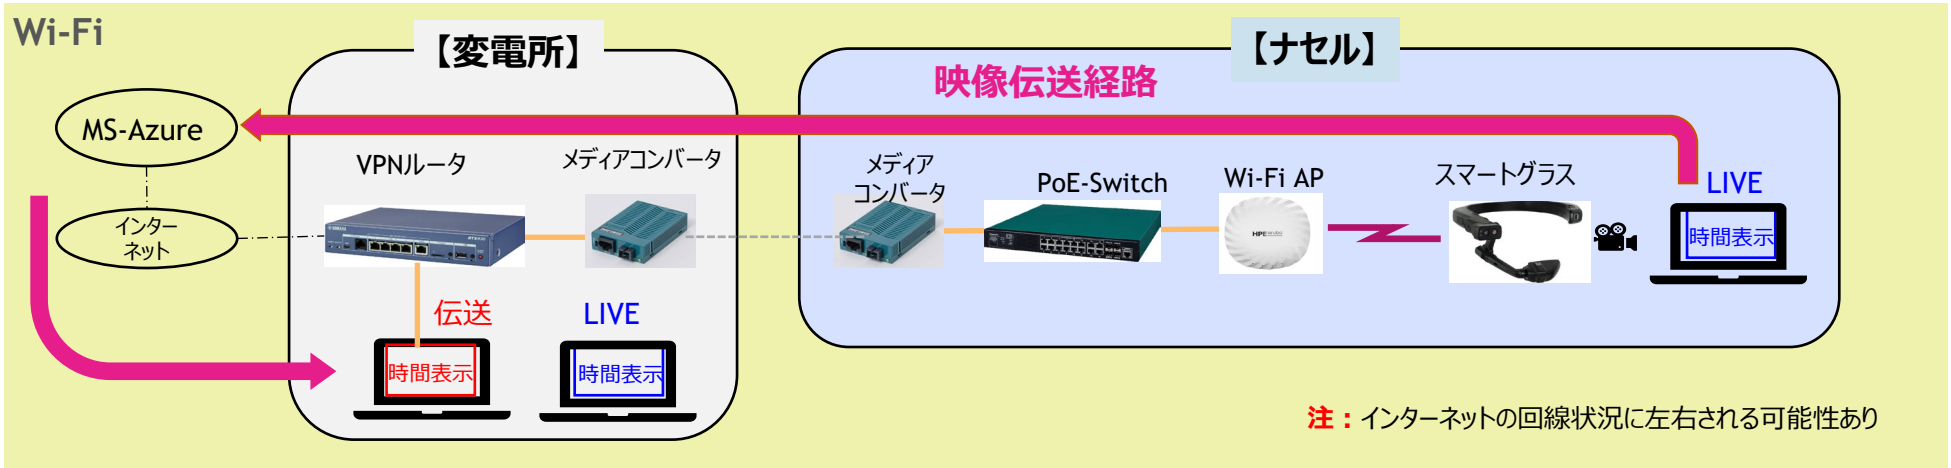 Wi-Fi
【変電所】
【ナセル】
映像伝送経路
MS-Azure
VPNルータ
メディアコンバータ
メディア
コンバータ
PoE-Switch
Wi-Fi AP
スマートグラス
LIVE
インター
ネット
HPE aruba
時間表示
伝送
LIVE
時間表示
時間表示
注：インターネットの回線状況に左右される可能性あり